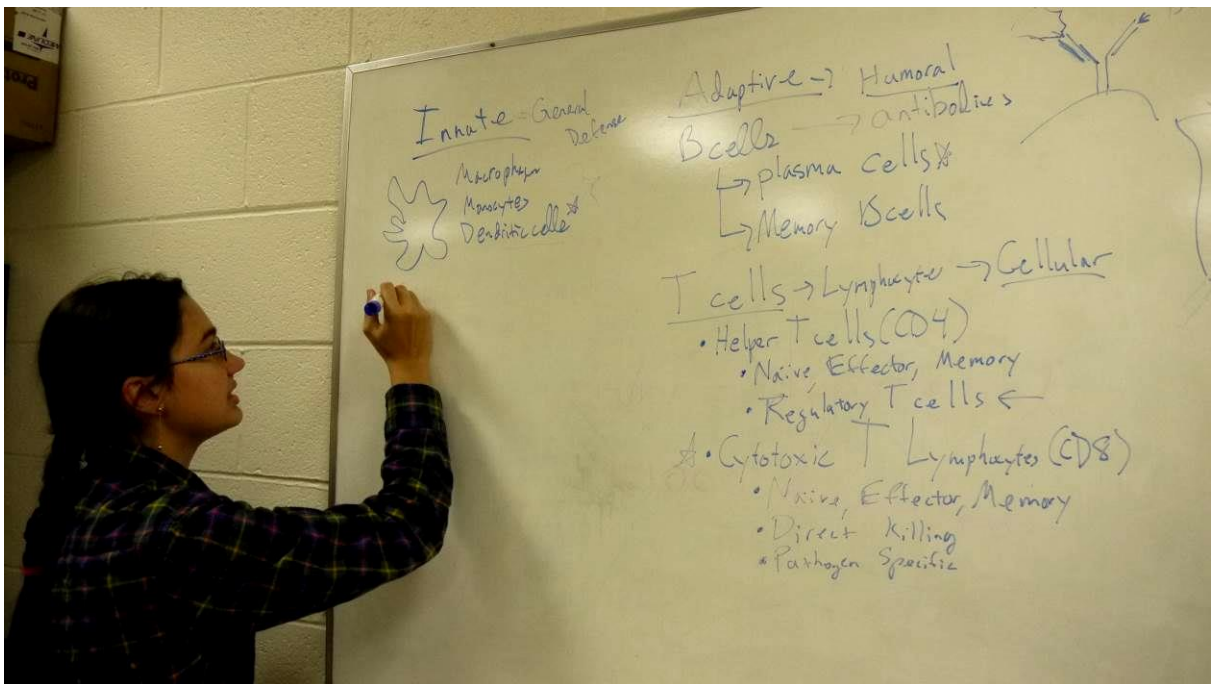 Innate - General
Defense
Macrophages
Monocytes
Dendritic cells
Adaptive → Humoral
B cells → antibodies
→ plasma cells
→ Memory B cells
T cells → Lymphocyte → Cellular
• Helper T cells (CD4)
• Naive, Effector, Memory
• Regulatory T cells ←
• Cytotoxic T Lymphocytes (CD8)
• Naive, Effector, Memory
• Direct Killing
• Pathogen Specific